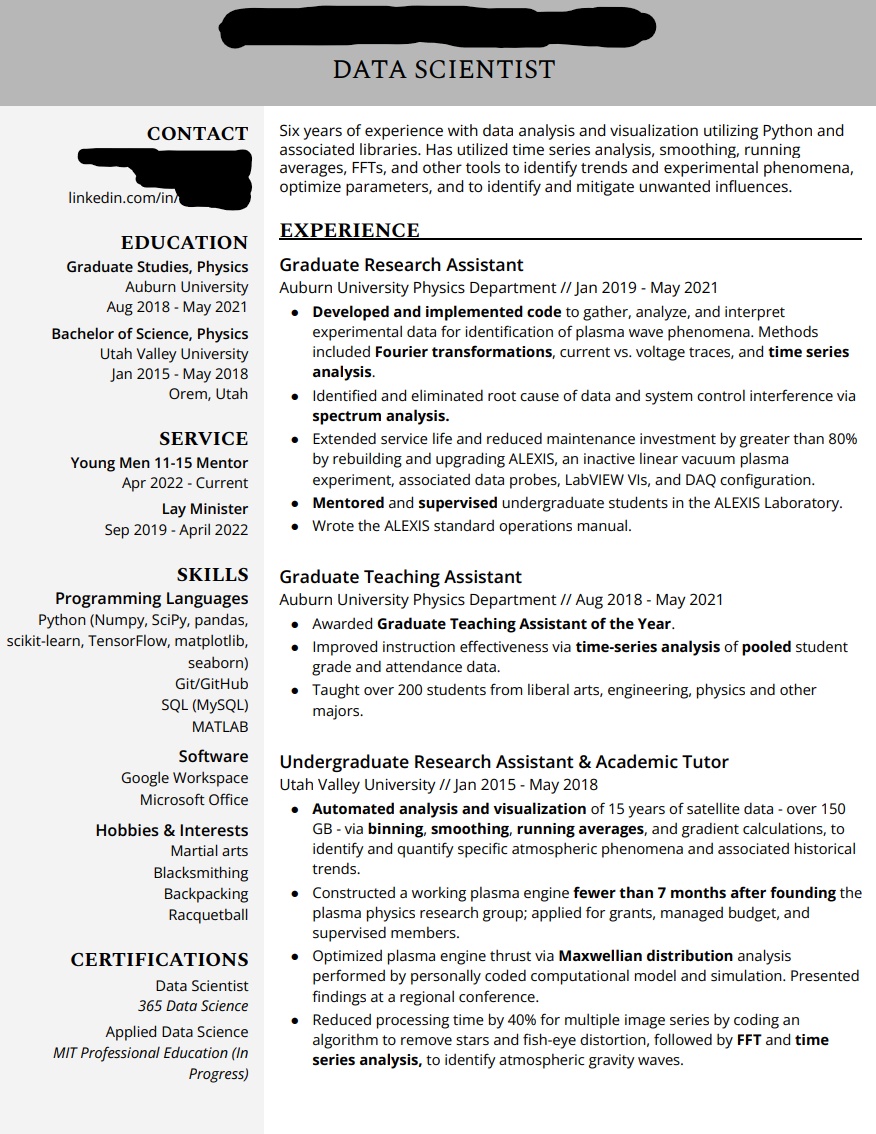 DATA SCIENTIST
CONTACT
linkedin.com/in/
EDUCATION
Graduate Studies, Physics
Auburn University
Aug 2018 - May 2021
Bachelor of Science, Physics
Utah Valley University
Jan 2015 - May 2018
Orem, Utah
SERVICE
Young Men 11-15 Mentor
Apr 2022 - Current
Lay Minister
Sep 2019 - April 2022
SKILLS
Programming Languages
Python (Numpy, SciPy, pandas,
scikit-learn, TensorFlow, matplotlib,
seaborn)
Git/GitHub
SQL (MySQL)
MATLAB
Software
Google Workspace
Microsoft Office
Hobbies & Interests
Martial arts
Blacksmithing
Backpacking
Racquetball
CERTIFICATIONS
Data Scientist
365 Data Science
Applied Data Science
MIT Professional Education (In
Progress)
Six years of experience with data analysis and visualization utilizing Python and
associated libraries. Has utilized time series analysis, smoothing, running
averages, FFTs, and other tools to identify trends and experimental phenomena,
optimize parameters, and to identify and mitigate unwanted influences.
EXPERIENCE
Graduate Research Assistant
Auburn University Physics Department // Jan 2019 - May 2021
● Developed and implemented code to gather, analyze, and interpret
experimental data for identification of plasma wave phenomena. Methods
included Fourier transformations, current vs. voltage traces, and time series
analysis.
● Identified and eliminated root cause of data and system control interference via
spectrum analysis.
● Extended service life and reduced maintenance investment by greater than 80%
by rebuilding and upgrading ALEXIS, an inactive linear vacuum plasma
experiment, associated data probes, LabVIEW VIs, and DAQ configuration.
● Mentored and supervised undergraduate students in the ALEXIS Laboratory.
● Wrote the ALEXIS standard operations manual.
Graduate Teaching Assistant
Auburn University Physics Department // Aug 2018 - May 2021
● Awarded Graduate Teaching Assistant of the Year.
● Improved instruction effectiveness via time-series analysis of pooled student
grade and attendance data.
● Taught over 200 students from liberal arts, engineering, physics and other
majors.
Undergraduate Research Assistant & Academic Tutor
Utah Valley University // Jan 2015 - May 2018
● Automated analysis and visualization of 15 years of satellite data - over 150
GB - via binning, smoothing, running averages, and gradient calculations, to
identify and quantify specific atmospheric phenomena and associated historical
trends.
● Constructed a working plasma engine fewer than 7 months after founding the
plasma physics research group; applied for grants, managed budget, and
supervised members.
● Optimized plasma engine thrust via Maxwellian distribution analysis
performed by personally coded computational model and simulation. Presented
findings at a regional conference.
● Reduced processing time by 40% for multiple image series by coding an
algorithm to remove stars and fish-eye distortion, followed by FFT and time
series analysis, to identify atmospheric gravity waves.